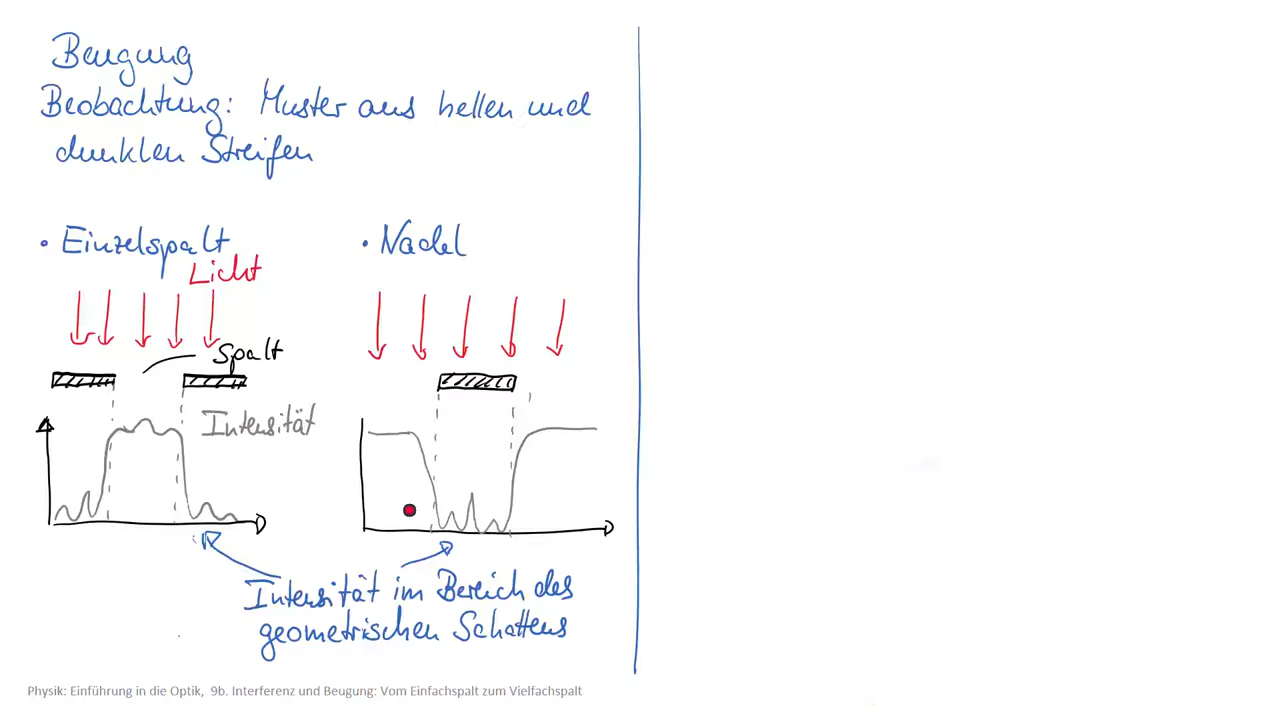 Beugung
Beobachtung: Muster aus hellen und
dunklen Streifen
• Einzelspalt
• Nadel
Licht
Spalt
Intensität
Intensität im Bereich des
geometrischen Schattens
Physik: Einführung in die Optik, 9b. Interferenz und Beugung: Vom Einfachspalt zum Vielfachspalt